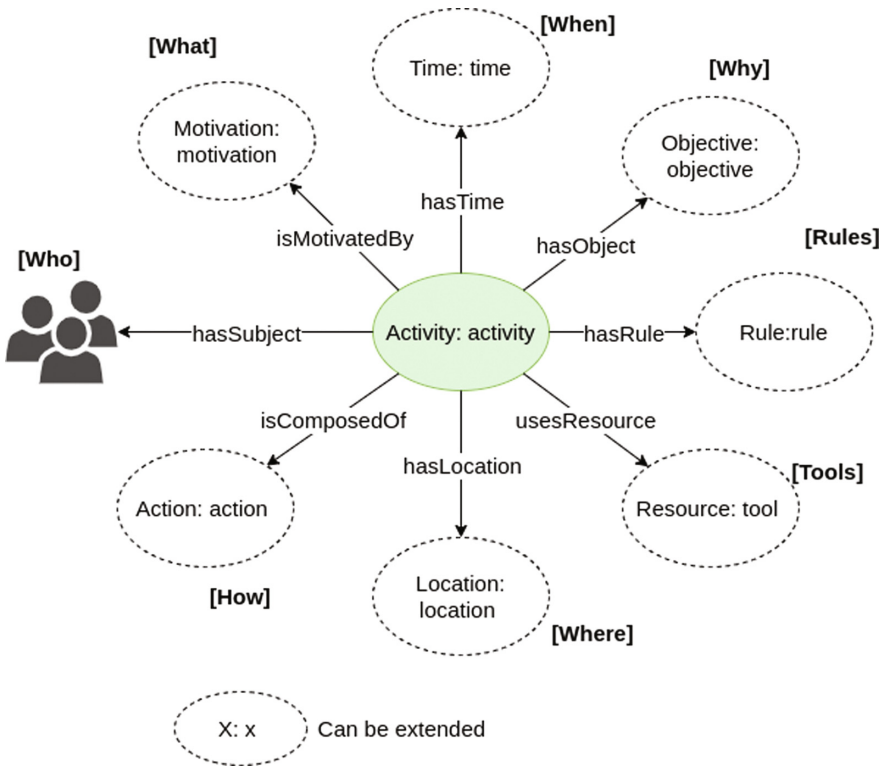 [When]
[What]
Time: time
[Why]
Motivation:
motivation
Objective:
objective
hasTime
isMotivatedBy
hasObject
[Rules]
[Who]
hasSubject
Activity: activity
hasRule
Rule:rule
isComposedOf
usesResource
hasLocation
[Tools]
Action: action
Resource: tool
Location:
location
[How]
[Where]
X: x
Can be extended